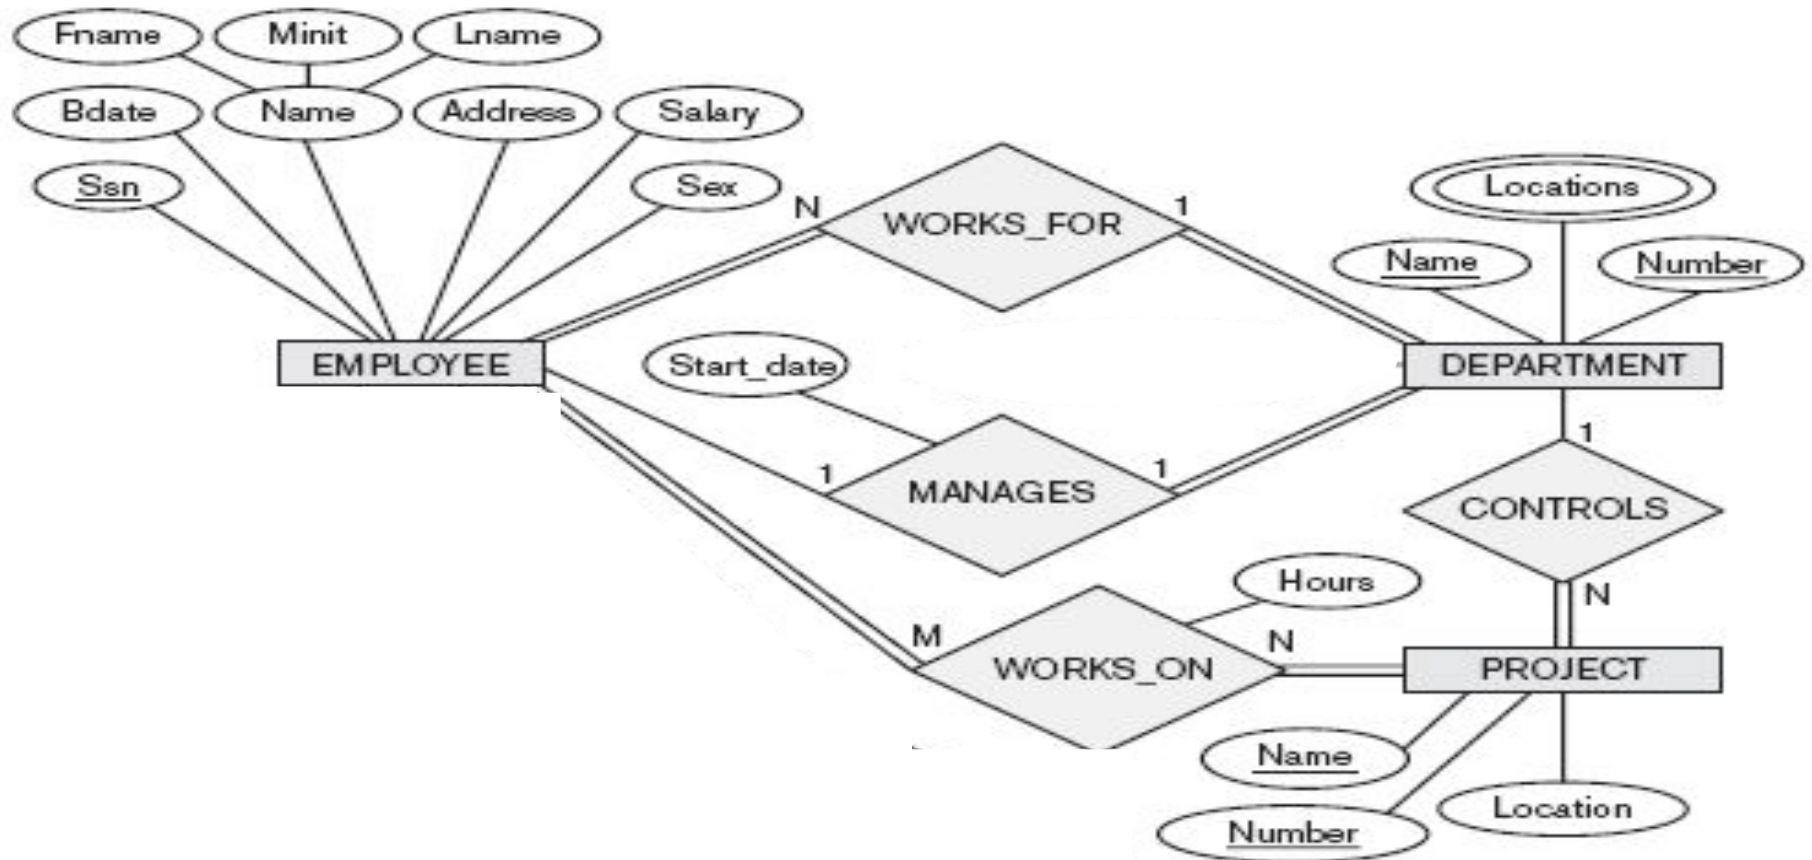 Fname Minit Lname
Bdate Name Address Salary
Ssn Sex
N WORKS_FOR 1
Locations
Name Number
EMPLOYEE Start_date DEPARTMENT
1 MANAGES 1
1
CONTROLS
N
Hours
M WORKS_ON N
PROJECT
Name
Location
Number